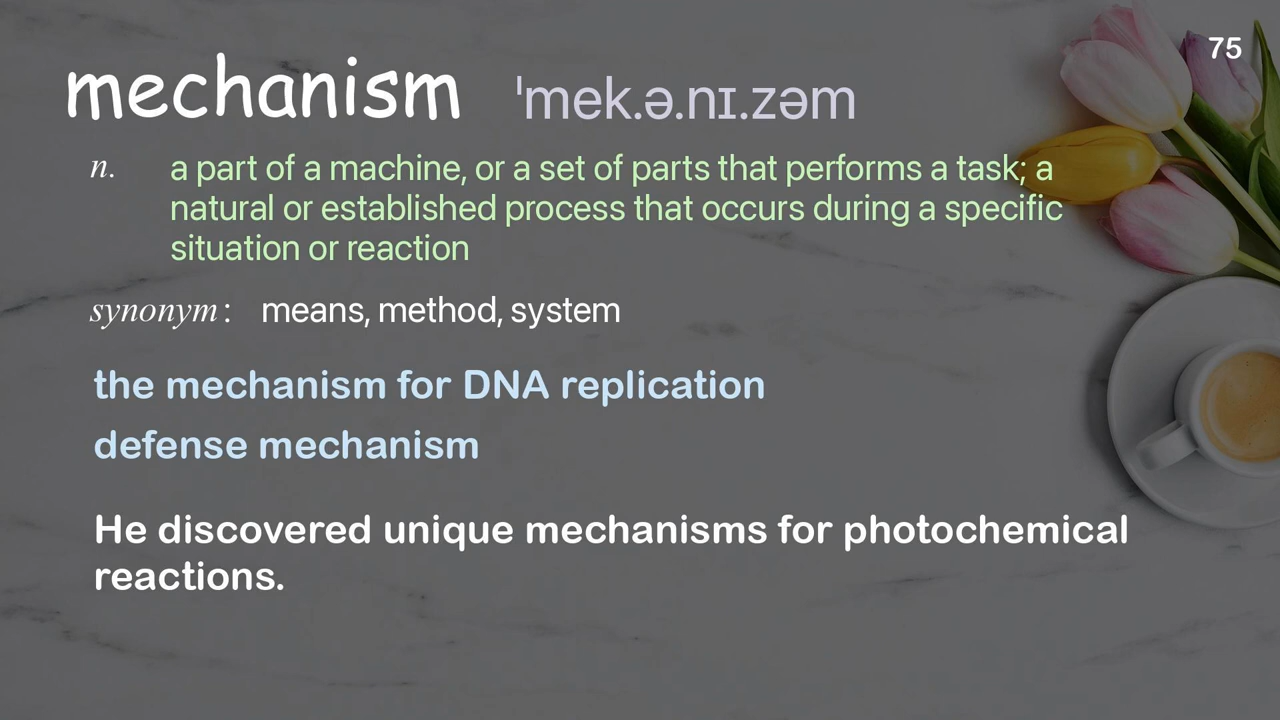 75
mechanism ˈmek.ə.nɪ.zəm
n. a part of a machine, or a set of parts that performs a task; a
natural or established process that occurs during a specific
situation or reaction
synonym: means, method, system
the mechanism for DNA replication
defense mechanism
He discovered unique mechanisms for photochemical
reactions.